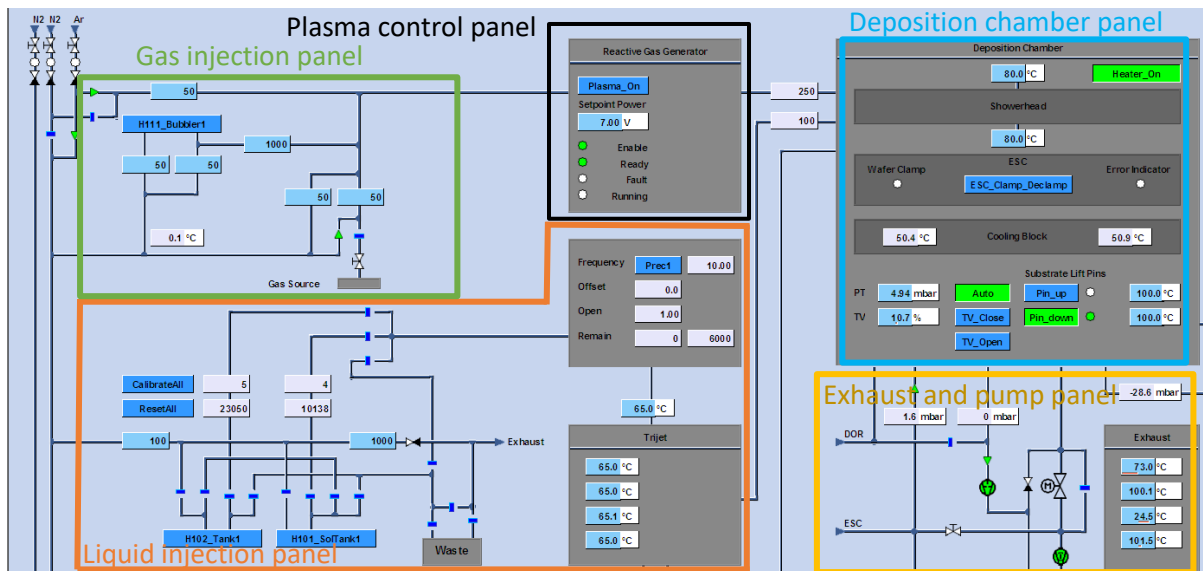 N2 N2 Ar
Plasma control panel
Deposition chamber panel
Gas injection panel
50
H111_Bubbler1
1000
50 50
50 50
0.1 °C
Gas Source
Reactive Gas Generator
Plasma_On
Setpoint Power
7.00 V
Enable
Ready
Fault
Running
250
100
Deposition Chamber
80.0 °C Heater_On
Showerhead
80.0 °C
ESC
Wafer Clamp ESC_Clamp_Declamp Error Indicator
50.4 °C Cooling Block 50.9 °C
Substrate Lift Pins
PT 4.94 mbar Auto Pin_up 100.0 °C
TV 10.7 % TV_Close Pin_down 100.0 °C
TV_Open
Frequency Prec1 10.00
Offset 0.0
Open 1.00
Remain 0 6000
CalibrateAll 5 4
ResetAll 23050 10138
100 1000 Exhaust
H102_Tank1 H101_SolTank1
Waste
Liquid injection panel
65.0 °C
Trijet
65.0 °C
65.0 °C
65.1 °C
65.0 °C
Exhaust and pump panel
-28.6 mbar
1.6 mbar 0 mbar
DOR
M
ESC
Exhaust
73.0 °C
100.1 °C
24.5 °C
101.5 °C